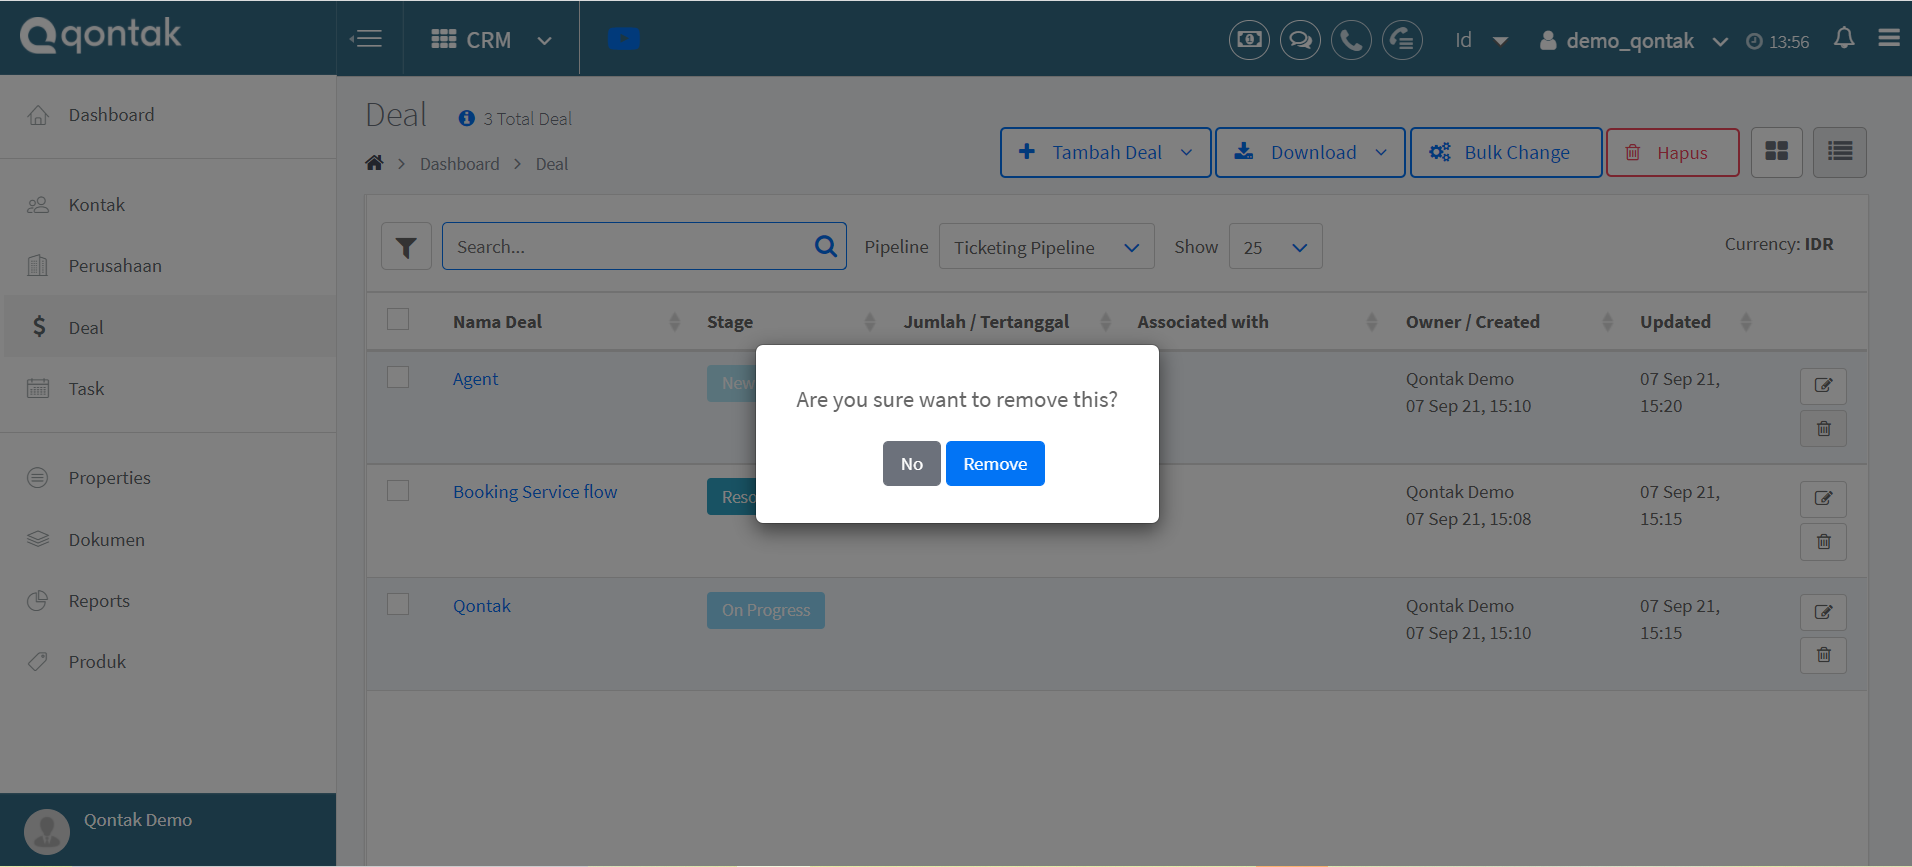 qontak
CRM
Id
demo_qontak
13:56
Dashboard
Kontak
Perusahaan
Deal
Task
Properties
Dokumen
Reports
Produk
Qontak Demo
Deal
3 Total Deal
Dashboard > Deal
Tambah Deal
Download
Bulk Change
Hapus
Search...
Pipeline
Ticketing Pipeline
Show
25
Currency: IDR
Nama Deal
Stage
Jumlah / Tertanggal
Associated with
Owner / Created
Updated
Agent
New
Qontak Demo
07 Sep 21, 15:10
07 Sep 21,
15:20
Are you sure want to remove this?
No
Remove
Booking Service flow
Reso
Qontak Demo
07 Sep 21, 15:08
07 Sep 21,
15:15
Qontak
On Progress
Qontak Demo
07 Sep 21, 15:10
07 Sep 21,
15:15